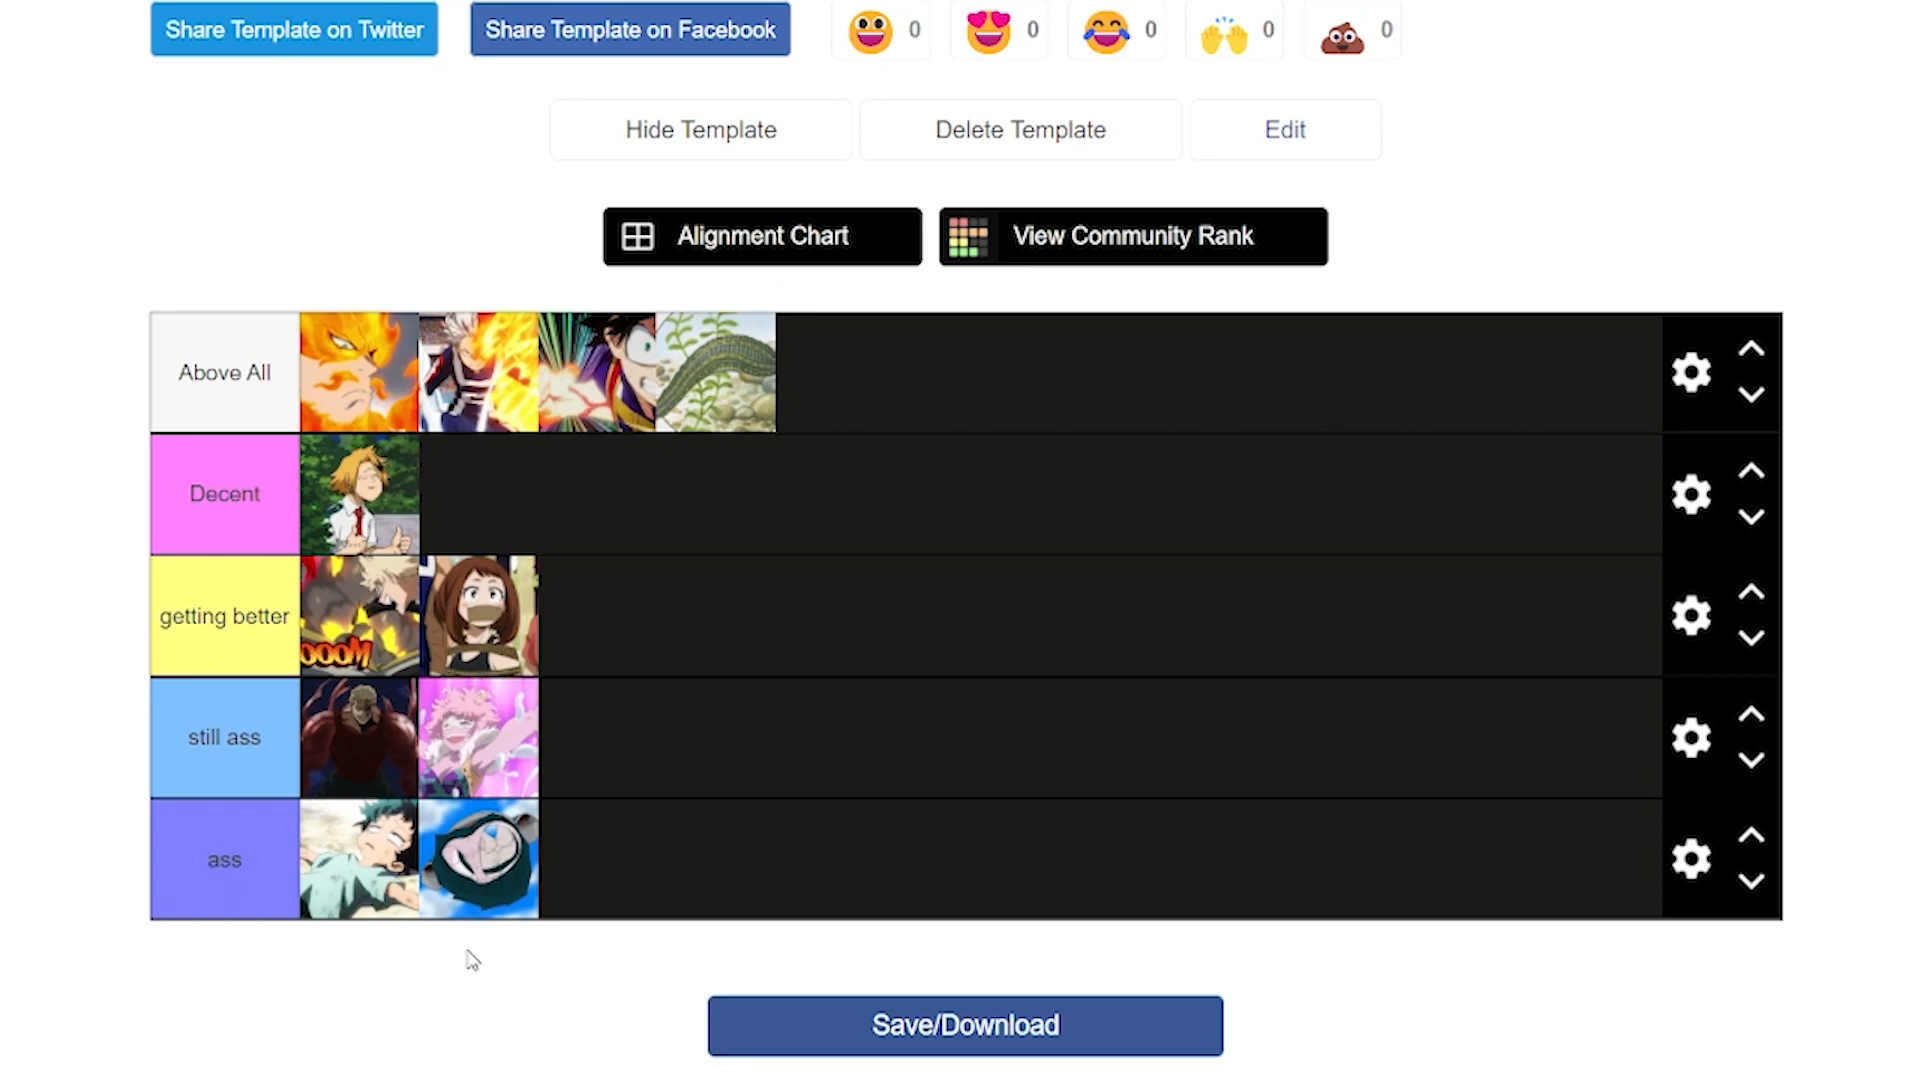 Share Template on Twitter
Share Template on Facebook
0
0
0
0
0
Hide Template
Delete Template
Edit
Alignment Chart
View Community Rank
Above All
Decent
getting better
OOOM
still ass
ass
Save/Download